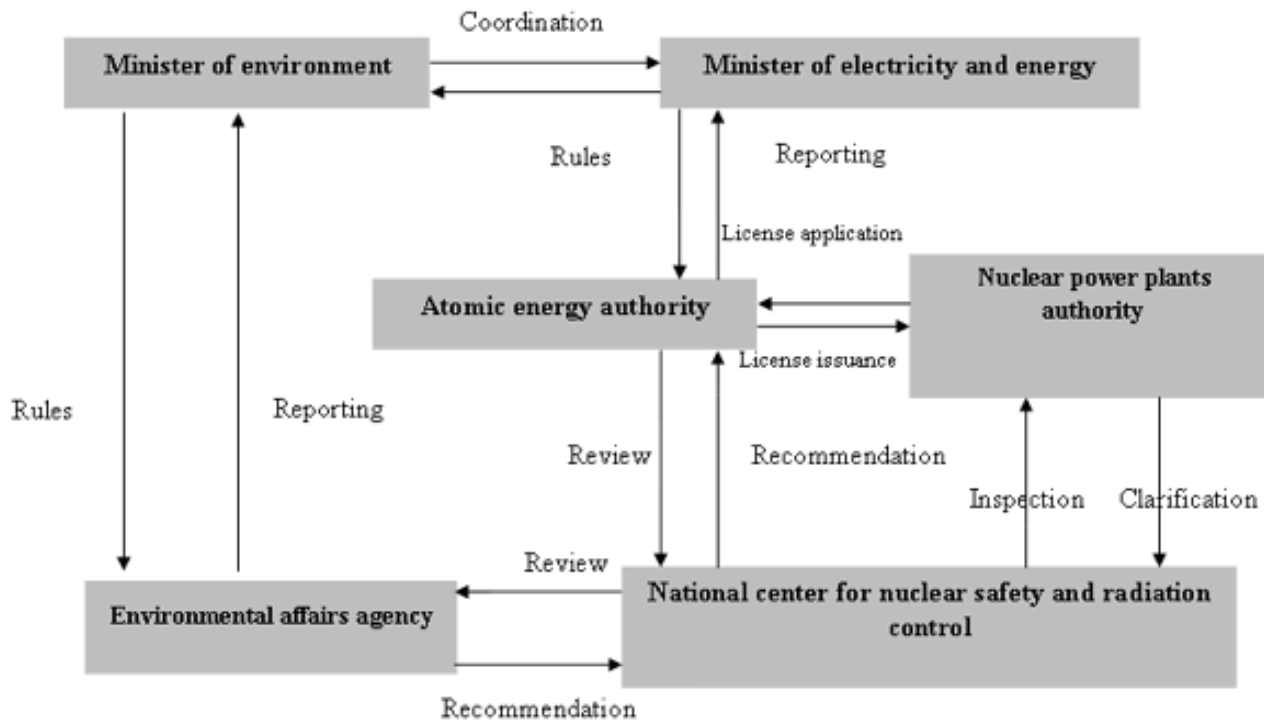 Coordination
Minister of environment
Minister of electricity and energy
Rules
Reporting
License application
Nuclear power plants
authority
Atomic energy authority
License issuance
Rules
Reporting
Review
Recommendation
Inspection
Clarification
Review
Environmental affairs agency
National center for nuclear safety and radiation
control
Recommendation